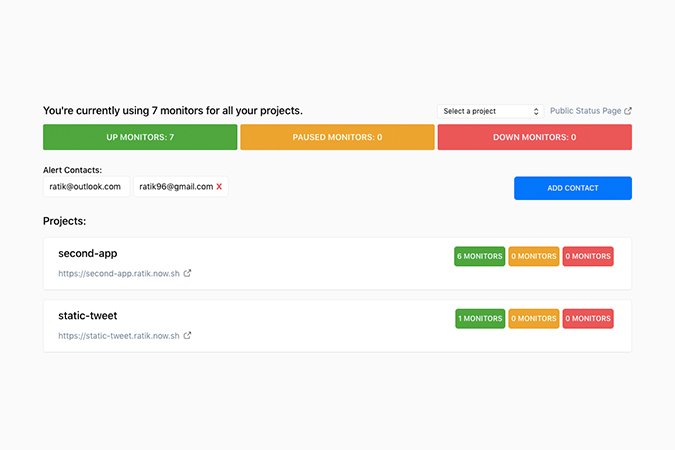 You're currently using 7 monitors for all your projects.
Select a project
Public Status Page
UP MONITORS: 7
PAUSED MONITORS: 0
DOWN MONITORS: 0
Alert Contacts:
ratik@outlook.com
ratik96@gmail.com X
ADD CONTACT
Projects:
second-app
6 MONITORS
0 MONITORS
0 MONITORS
https://second-app.ratik.now.sh
static-tweet
1 MONITORS
0 MONITORS
0 MONITORS
https://static-tweet.ratik.now.sh